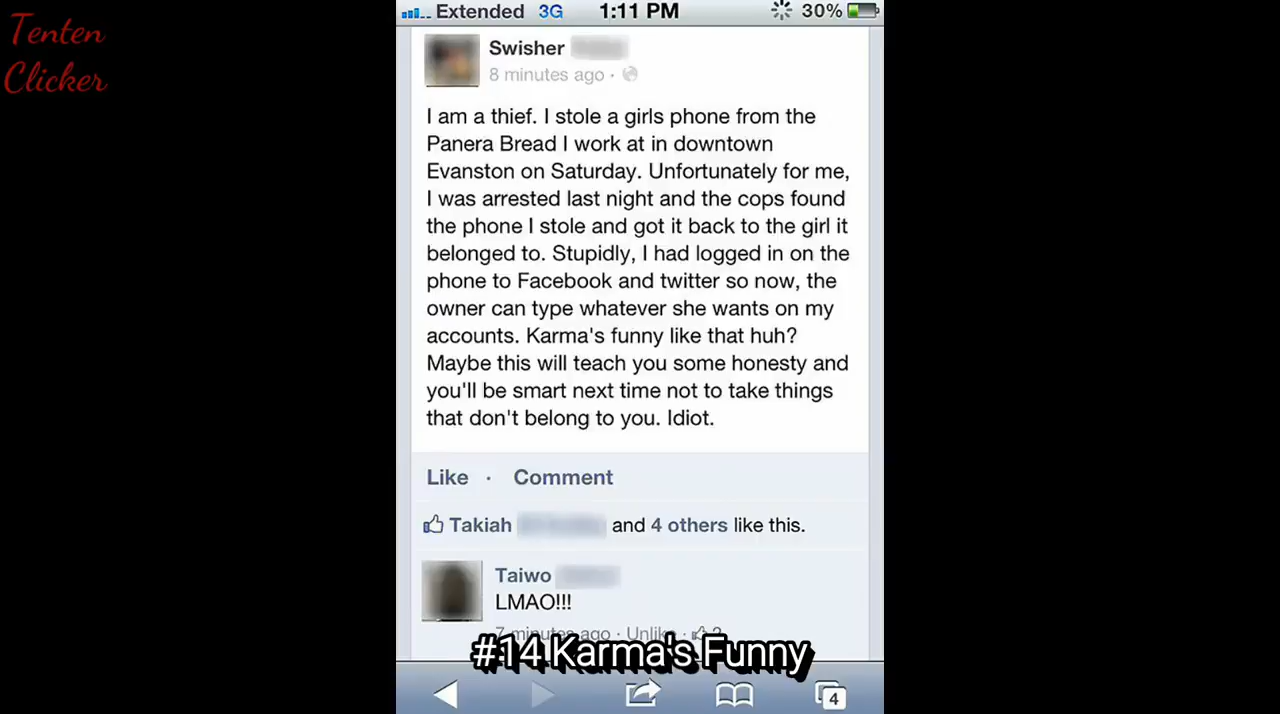 Tenten
Clicker
Extended 3G 1:11 PM 30%
Swisher
8 minutes ago ·
I am a thief. I stole a girls phone from the
Panera Bread I work at in downtown
Evanston on Saturday. Unfortunately for me,
I was arrested last night and the cops found
the phone I stole and got it back to the girl it
belonged to. Stupidly, I had logged in on the
phone to Facebook and twitter so now, the
owner can type whatever she wants on my
accounts. Karma's funny like that huh?
Maybe this will teach you some honesty and
you'll be smart next time not to take things
that don't belong to you. Idiot.
Like · Comment
Takiah and 4 others like this.
Taiwo
LMAO!!!
7 minutes ago · Unlike · 2
#14 Karma's Funny
4